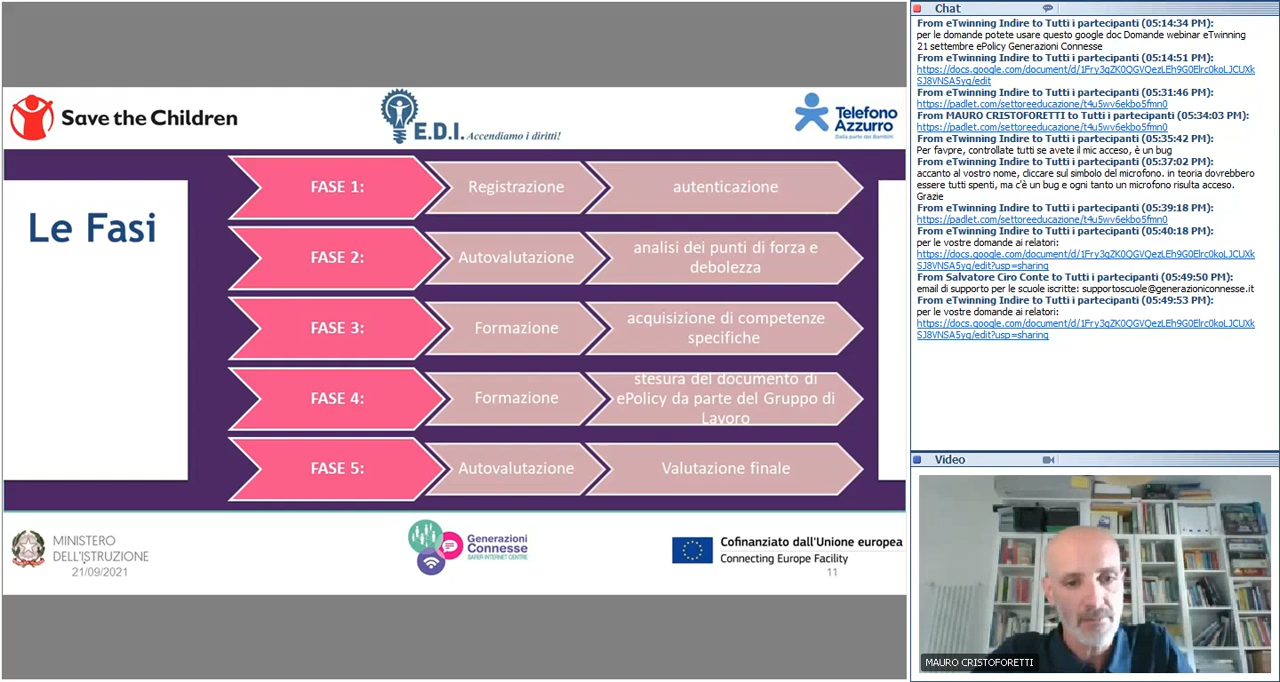 Save the Children
E.D.I. Accendiamo i diritti!
Telefono
Azzurro
Dalla parte dei Bambini
Le Fasi
FASE 1:
Registrazione
autenticazione
FASE 2:
Autovalutazione
analisi dei punti di forza e
debolezza
FASE 3:
Formazione
acquisizione di competenze
specifiche
FASE 4:
Formazione
stesura del documento di
ePolicy da parte del Gruppo di
Lavoro
FASE 5:
Autovalutazione
Valutazione finale
MINISTERO
DELL'ISTRUZIONE
21/09/2021
Generazioni
Connesse
SAFER INTERNET CENTRE
Cofinanziato dall'Unione europea
Connecting Europe Facility
11
Chat
From eTwinning Indire to Tutti i partecipanti (05:14:34 PM):
per le domande potete usare questo google doc Domande webinar eTwinning
21 settembre ePolicy Generazioni Connesse
From eTwinning Indire to Tutti i partecipanti (05:14:51 PM):
https://docs.google.com/document/d/1Fry3qZK0QGVQezLEh9G0Elrc0koLJCUXk
SJ8VNSA5yg/edit
From eTwinning Indire to Tutti i partecipanti (05:31:46 PM):
https://padlet.com/settoreeducazione/t4u5wv6ekbo5fmn0
From MAURO CRISTOFORETTI to Tutti i partecipanti (05:34:03 PM):
https://padlet.com/settoreeducazione/t4u5wv6ekbo5fmn0
From eTwinning Indire to Tutti i partecipanti (05:35:42 PM):
Per favpre, controllate tutti se avete il mic acceso, è un bug
From eTwinning Indire to Tutti i partecipanti (05:37:02 PM):
accanto al vostro nome, cliccare sul simbolo del microfono. in teoria dovrebbero
essere tutti spenti, ma c'è un bug e ogni tanto un microfono risulta acceso.
Grazie
From eTwinning Indire to Tutti i partecipanti (05:39:18 PM):
https://padlet.com/settoreeducazione/t4u5wv6ekbo5fmn0
From eTwinning Indire to Tutti i partecipanti (05:40:18 PM):
per le vostre domande ai relatori:
https://docs.google.com/document/d/1Fry3qZK0QGVQezLEh9G0Elrc0koLJCUXk
SJ8VNSA5yg/edit?usp=sharing
From Salvatore Ciro Conte to Tutti i partecipanti (05:49:50 PM):
email di supporto per le scuole iscritte: supportoscuole@generazioniconnesse.it
From eTwinning Indire to Tutti i partecipanti (05:49:53 PM):
per le vostre domande ai relatori:
https://docs.google.com/document/d/1Fry3qZK0QGVQezLEh9G0Elrc0koLJCUXk
SJ8VNSA5yg/edit?usp=sharing
Video
MAURO CRISTOFORETTI